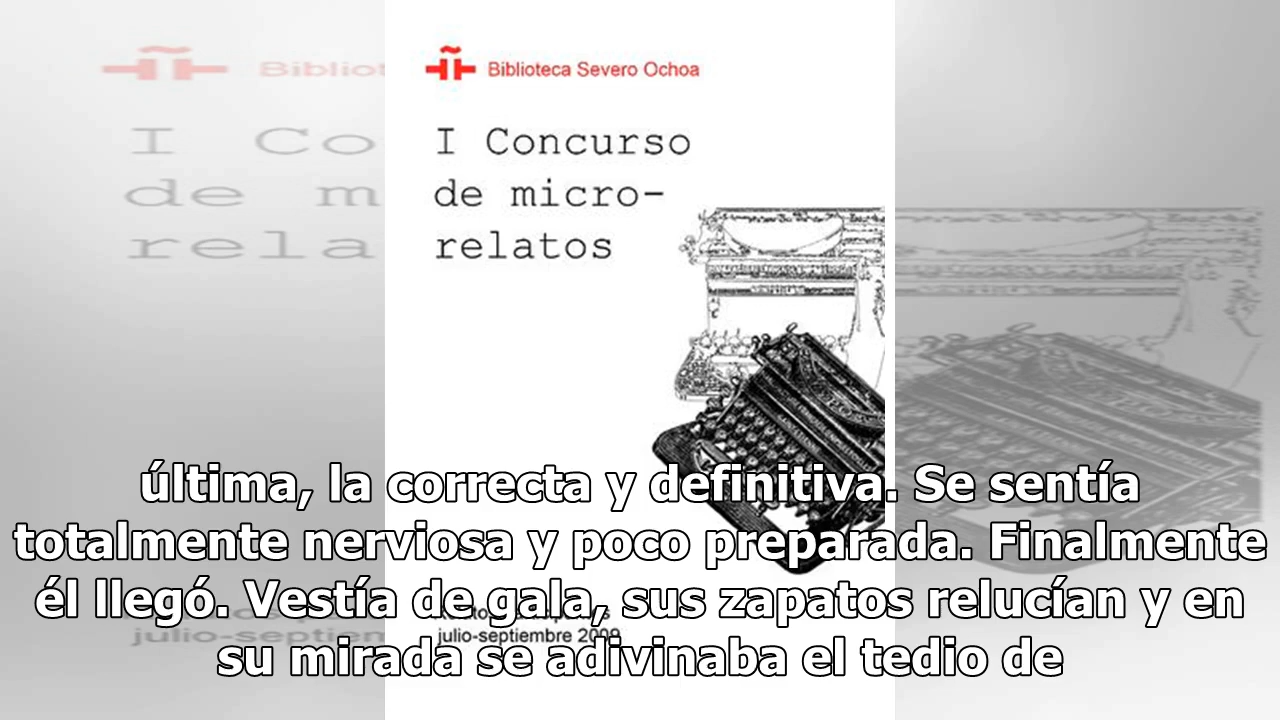 Biblioteca Severo Ochoa
I Concurso
de micro-
relatos
última, la correcta y definitiva. Se sentía
totalmente nerviosa y poco preparada. Finalmente
él llegó. Vestía de gala, sus zapatos relucían y en
julio-septiembre 2009
su mirada se adivinaba el tedio de